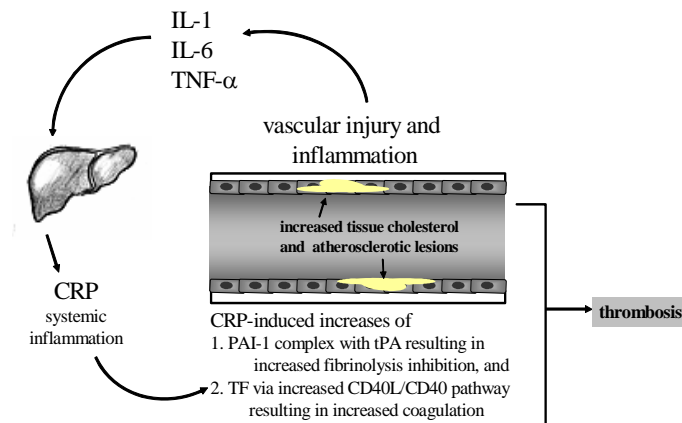 IL-1
IL-6
TNF-α
vascular injury and
inflammation
increased tissue cholesterol
and atherosclerotic lesions
CRP
systemic
inflammation
CRP-induced increases of
1. PAI-1 complex with tPA resulting in
increased fibrinolysis inhibition, and
2. TF via increased CD40L/CD40 pathway
resulting in increased coagulation
thrombosis